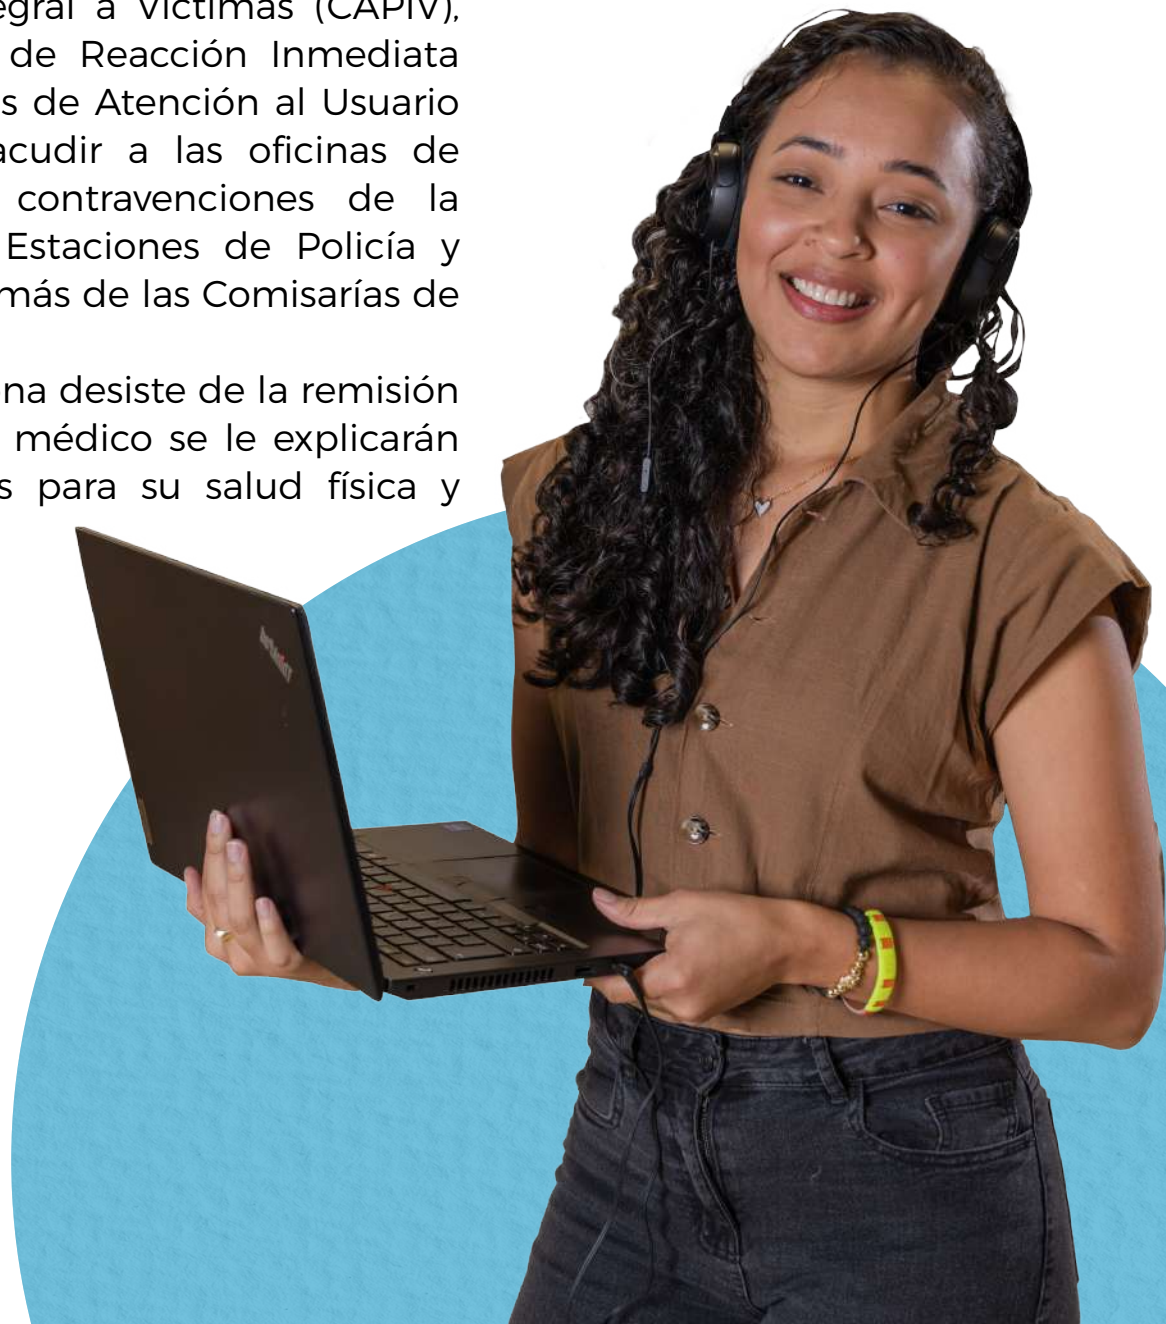 egral a Víctimas (CAPIV),
de Reacción Inmediata
s de Atención al Usuario
acudir a las oficinas de
contravenciones de la
Estaciones de Policía y
más de las Comisarías de
na desiste de la remisión
médico se le explicarán
s para su salud física y